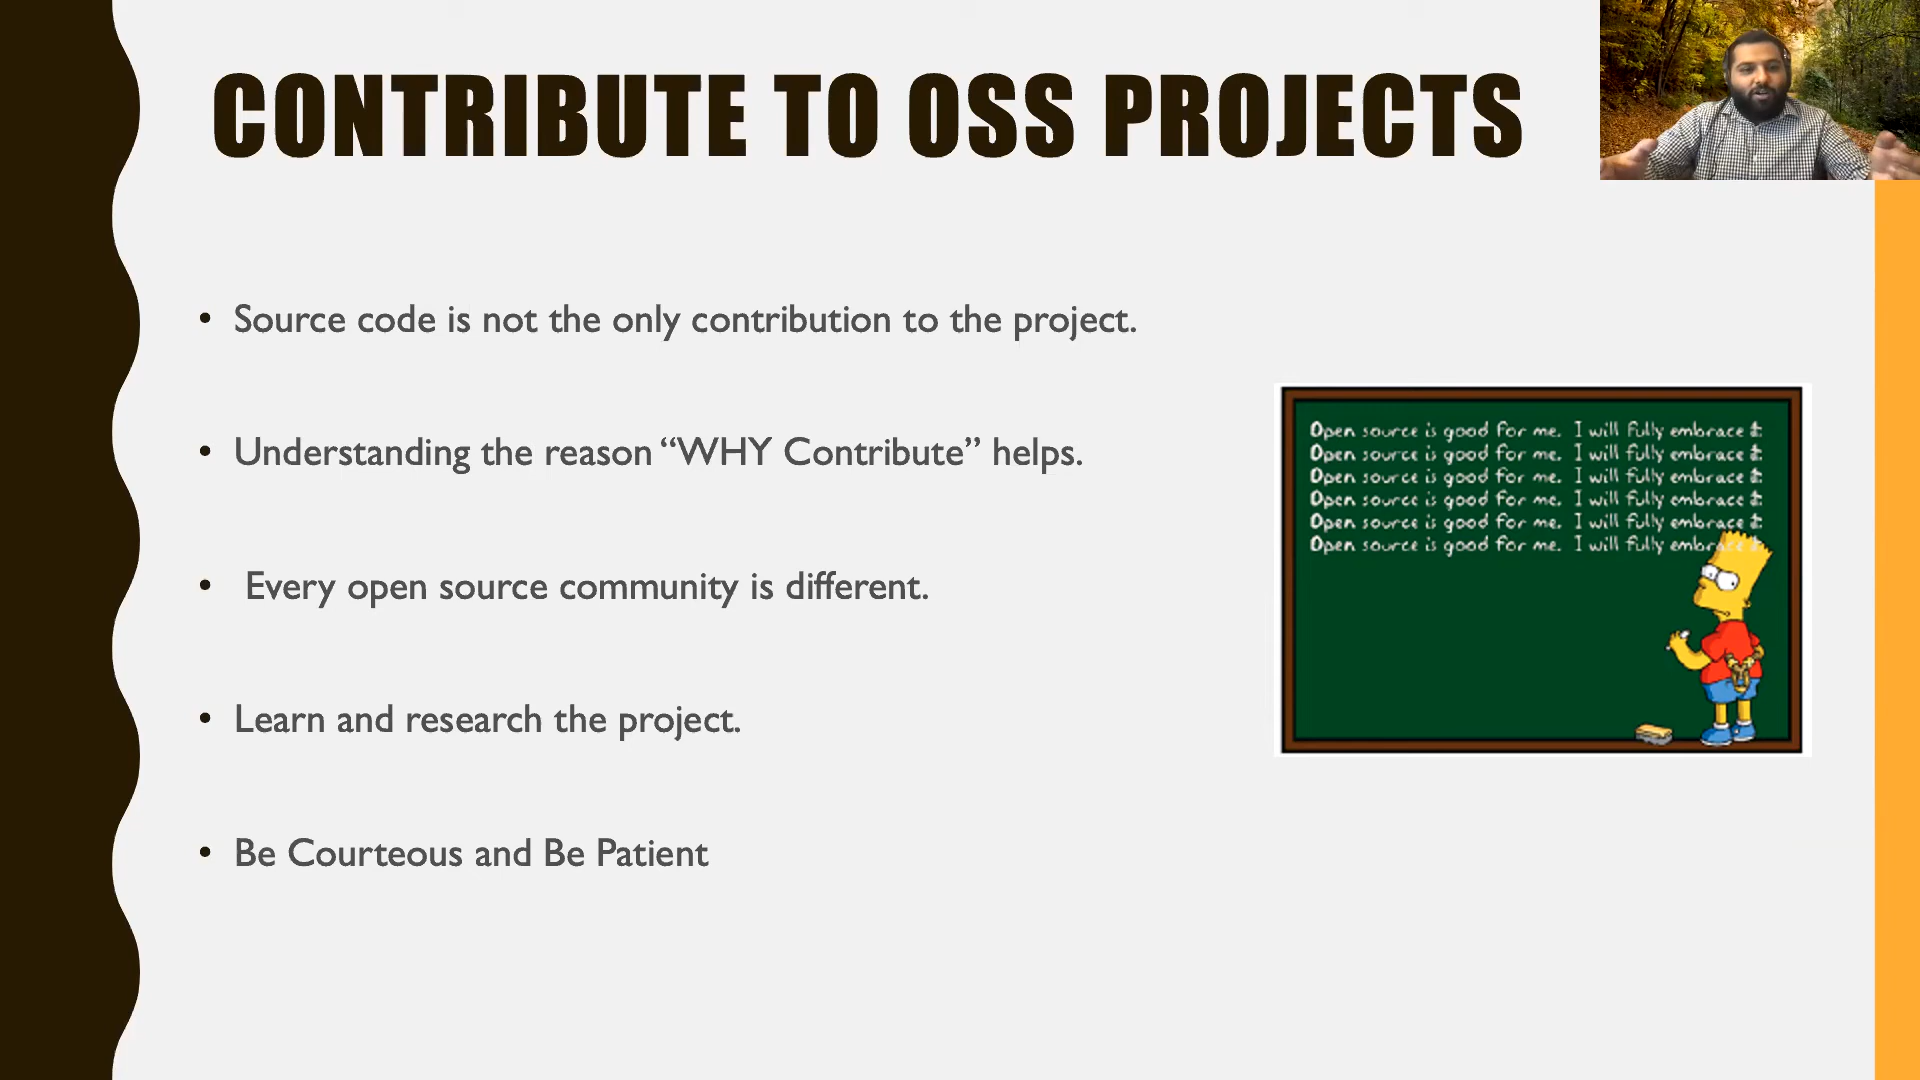 CONTRIBUTE TO OSS PROJECTS
• Source code is not the only contribution to the project.
• Understanding the reason “WHY Contribute” helps.
• Every open source community is different.
• Learn and research the project.
• Be Courteous and Be Patient
Open source is good for me. I will fully embrace it
Open source is good for me. I will fully embrace it
Open source is good for me. I will fully embrace it
Open source is good for me. I will fully embrace it
Open source is good for me. I will fully embrace it
Open source is good for me. I will fully